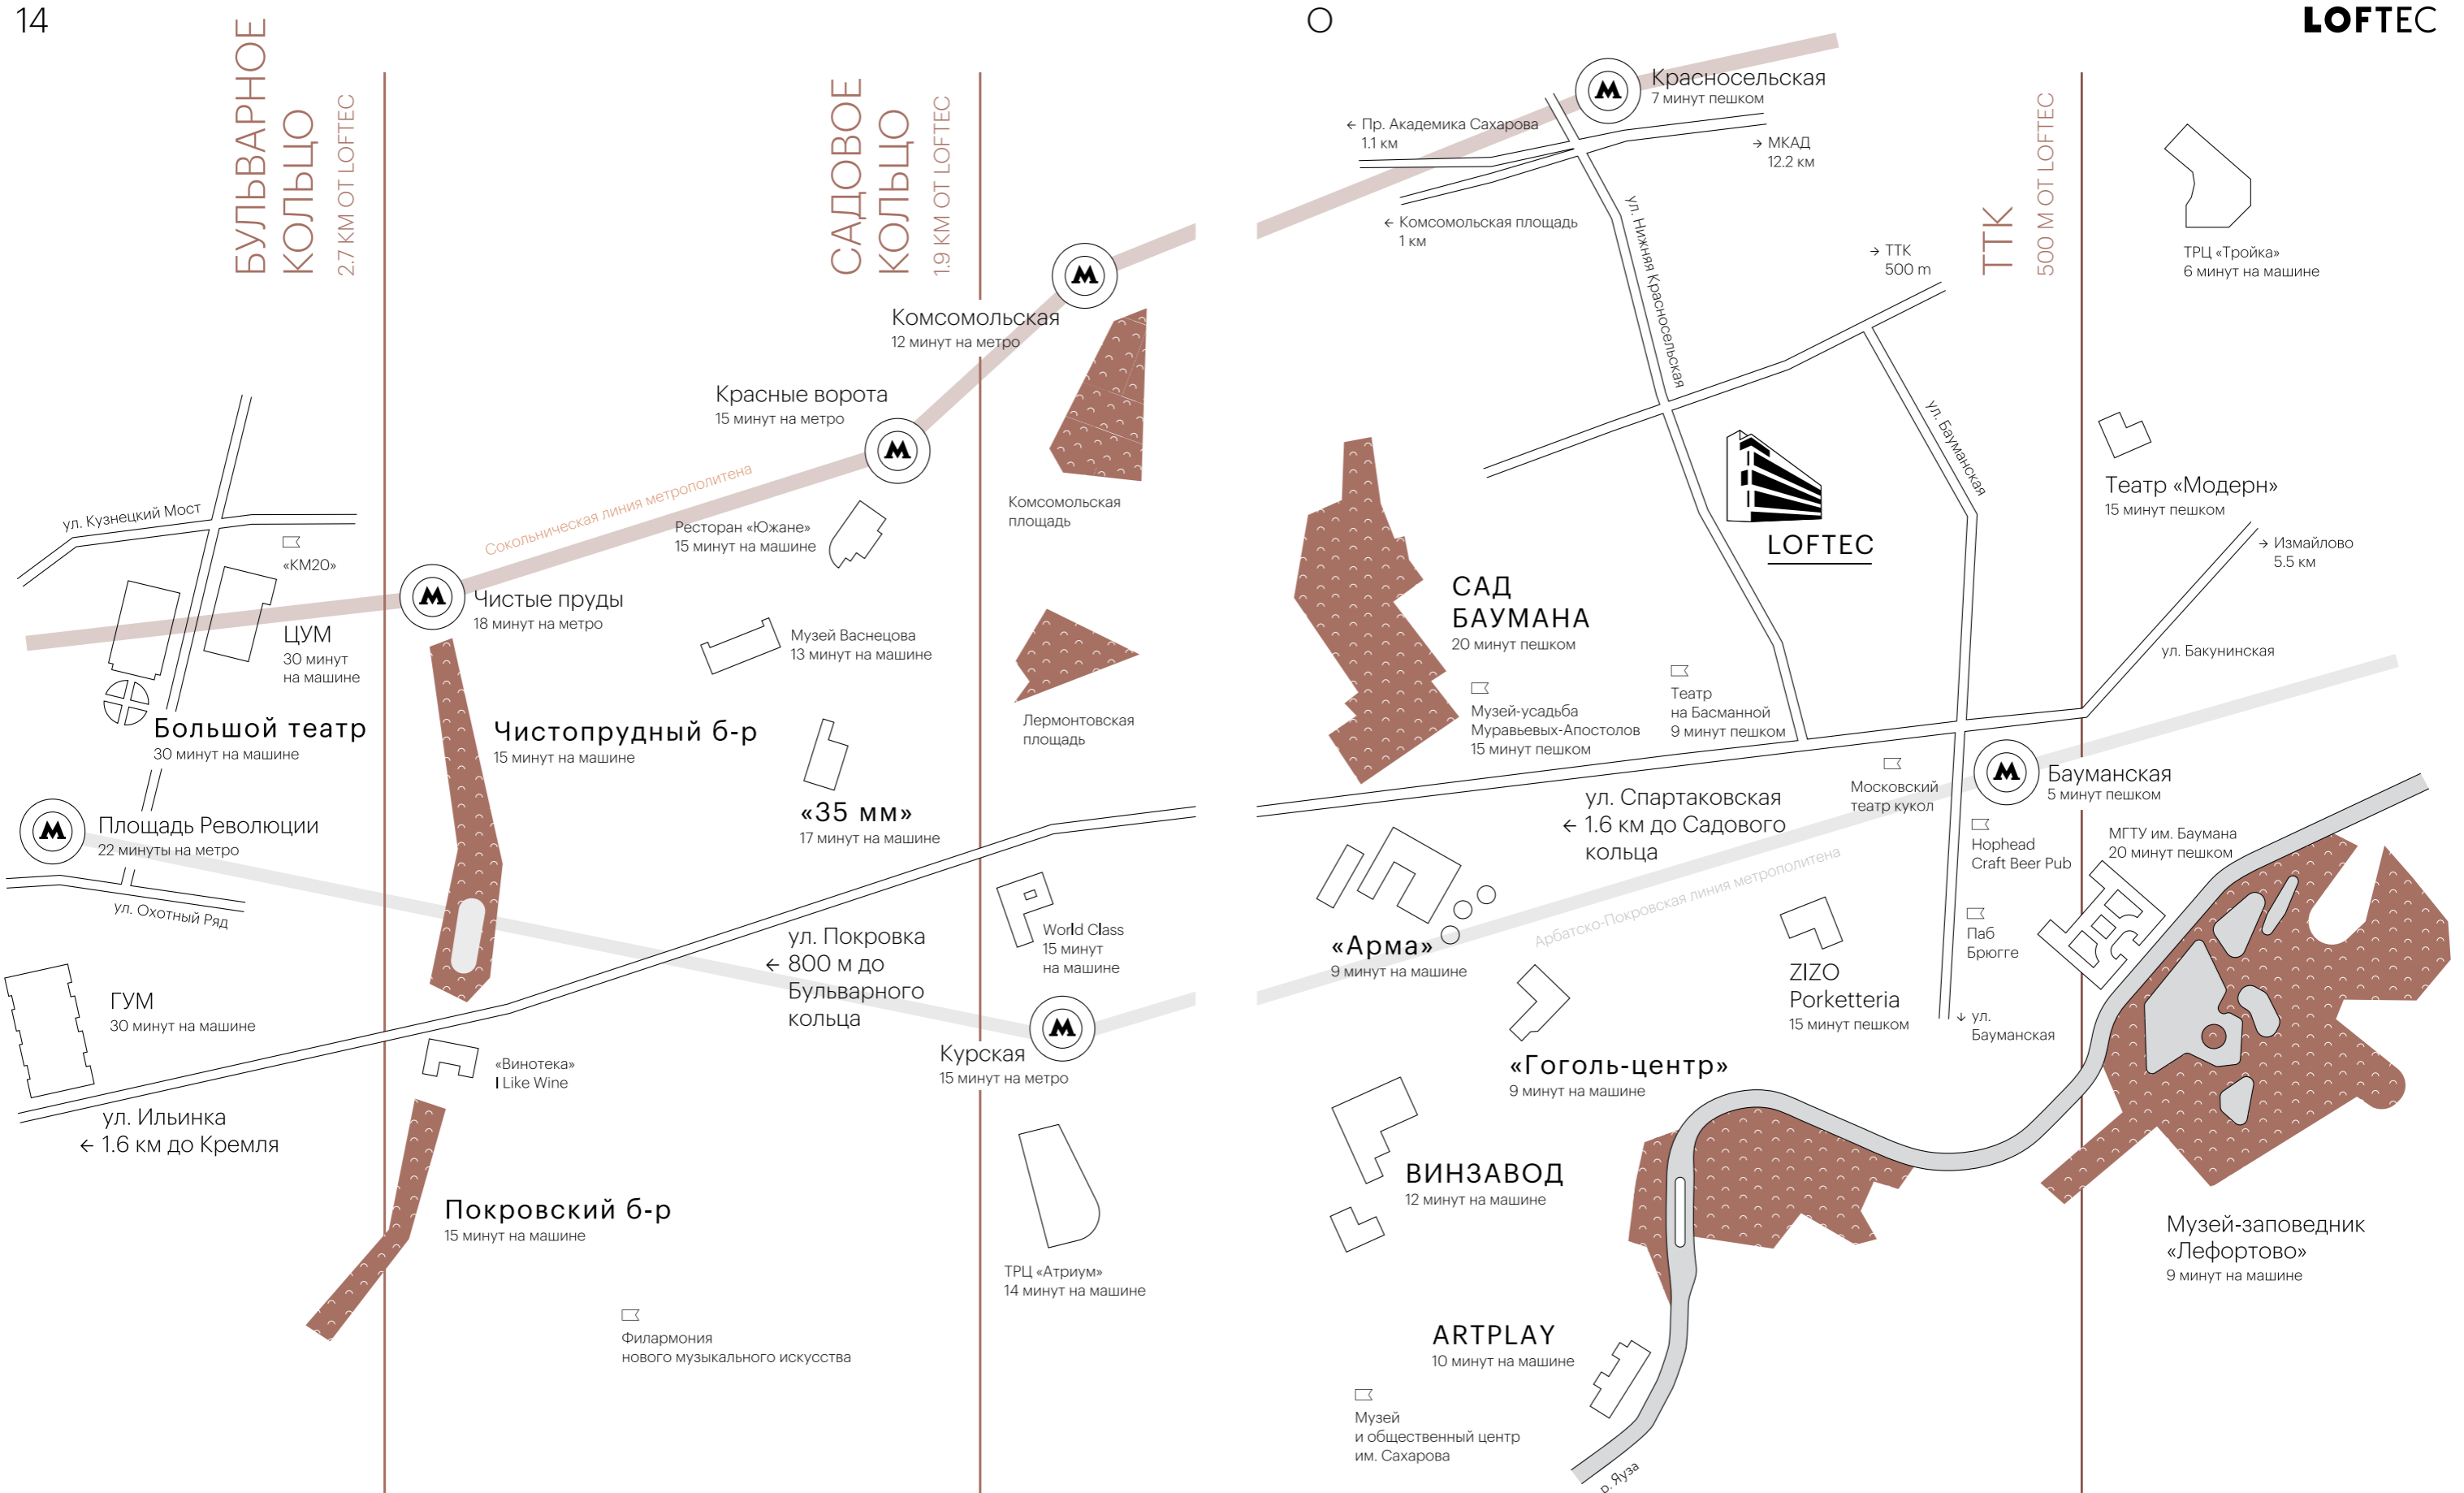 14
О
LOFTEC
БУЛЬВАРНОЕ
КОЛЬЦО
2.7 КМ ОТ LOFTEC
САДОВОЕ
КОЛЬЦО
1.9 КМ ОТ LOFTEC
Комсомольская
12 минут на метро
Красные ворота
15 минут на метро
Сокольническая линия метрополитена
ул. Кузнецкий Мост
«КМ20»
Ресторан «Южане»
15 минут на машине
Комсомольская
площадь
Чистые пруды
18 минут на метро
ЦУМ
30 минут
на машине
Музей Васнецова
13 минут на машине
Большой театр
30 минут на машине
Чистопрудный б-р
15 минут на машине
Лермонтовская
площадь
«35 мм»
17 минут на машине
Площадь Революции
22 минуты на метро
ул. Охотный Ряд
ул. Покровка
← 800 м до
Бульварного
кольца
World Class
15 минут
на машине
ГУМ
30 минут на машине
Курская
15 минут на метро
«Винотека»
I Like Wine
ул. Ильинка
← 1.6 км до Кремля
Покровский б-р
15 минут на машине
ТРЦ «Атриум»
14 минут на машине
Филармония
нового музыкального искусства
Красносельская
7 минут пешком
← Пр. Академика Сахарова
1.1 км
→ МКАД
12.2 км
← Комсомольская площадь
1 км
ул. Нижняя Красносельская
→ ТТК
500 m
ТТК
500 М ОТ LOFTEC
ТРЦ «Тройка»
6 минут на машине
ул. Бауманская
LOFTEC
Театр «Модерн»
15 минут пешком
→ Измайлово
5.5 км
САД
БАУМАНА
20 минут пешком
ул. Бакунинская
Музей-усадьба
Муравьевых-Апостолов
15 минут пешком
Театр
на Басманной
9 минут пешком
Московский
театр кукол
Бауманская
5 минут пешком
ул. Спартаковская
← 1.6 км до Садового
кольца
Арбатско-Покровская линия метрополитена
Hophead
Craft Beer Pub
МГТУ им. Баумана
20 минут пешком
«Арма»
9 минут на машине
Паб
Брюгге
ZIZO
Porketteria
15 минут пешком
↓ ул.
Бауманская
«Гоголь-центр»
9 минут на машине
ВИНЗАВОД
12 минут на машине
Музей-заповедник
«Лефортово»
9 минут на машине
ARTPLAY
10 минут на машине
Музей
и общественный центр
им. Сахарова
р. Яуза